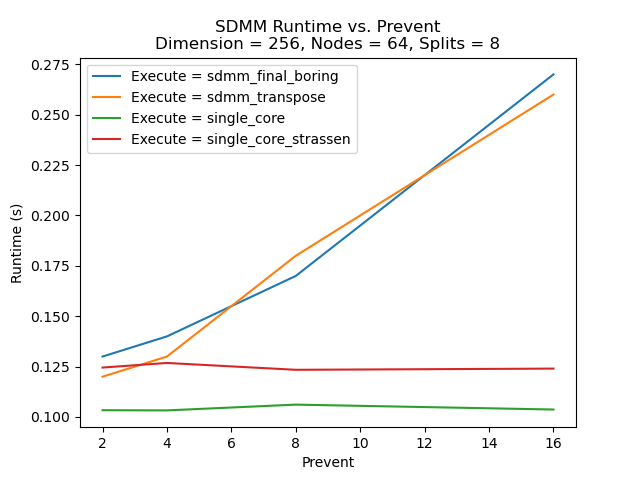 SDMM Runtime vs. Prevent
Dimension = 256, Nodes = 64, Splits = 8
Execute = sdmm_final_boring
Execute = sdmm_transpose
Execute = single_core
Execute = single_core_strassen
Runtime (s)
0.275
0.250
0.225
0.200
0.175
0.150
0.125
0.100
2 4 6 8 10 12 14 16
Prevent